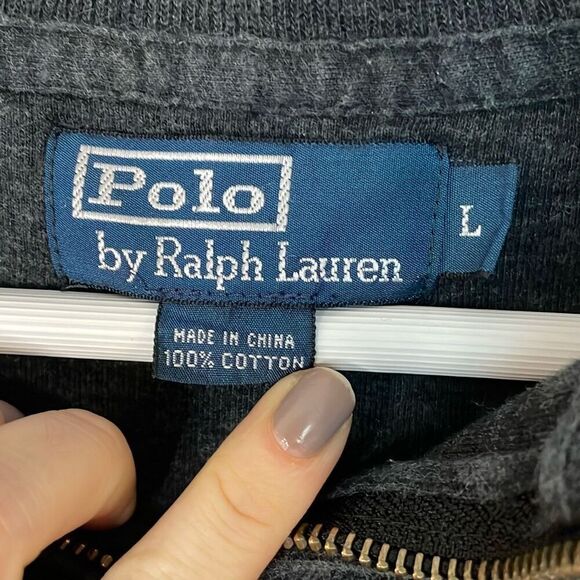 Polo
by Ralph Lauren
L
MADE IN CHINA
100% COTTON